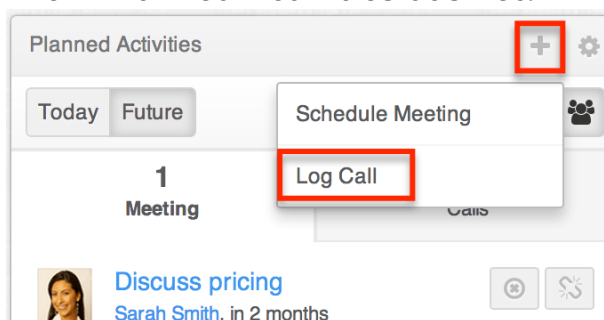 Planned Activities
Today
Future
Schedule Meeting
Log Call
1
Meeting
Calls
Discuss pricing
Sarah Smith, in 2 months